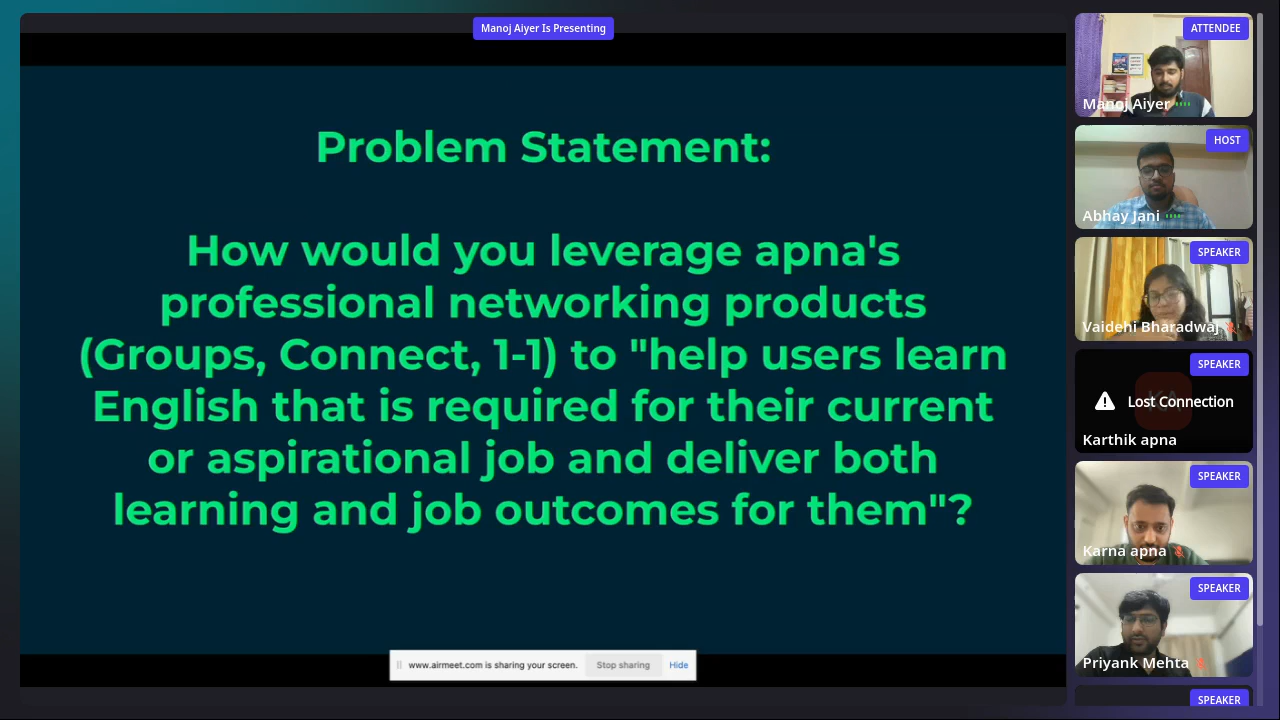 Manoj Aiyer Is Presenting
Problem Statement:
How would you leverage apna's
professional networking products
(Groups, Connect, 1-1) to "help users learn
English that is required for their current
or aspirational job and deliver both
learning and job outcomes for them"?
www.airmeet.com is sharing your screen.
Stop sharing
Hide
ATTENDEE
Manoj Aiyer
HOST
Abhay Jani
SPEAKER
Vaidehi Bharadwaj
SPEAKER
Lost Connection
Karthik apna
SPEAKER
Karna apna
SPEAKER
Priyank Mehta
SPEAKER